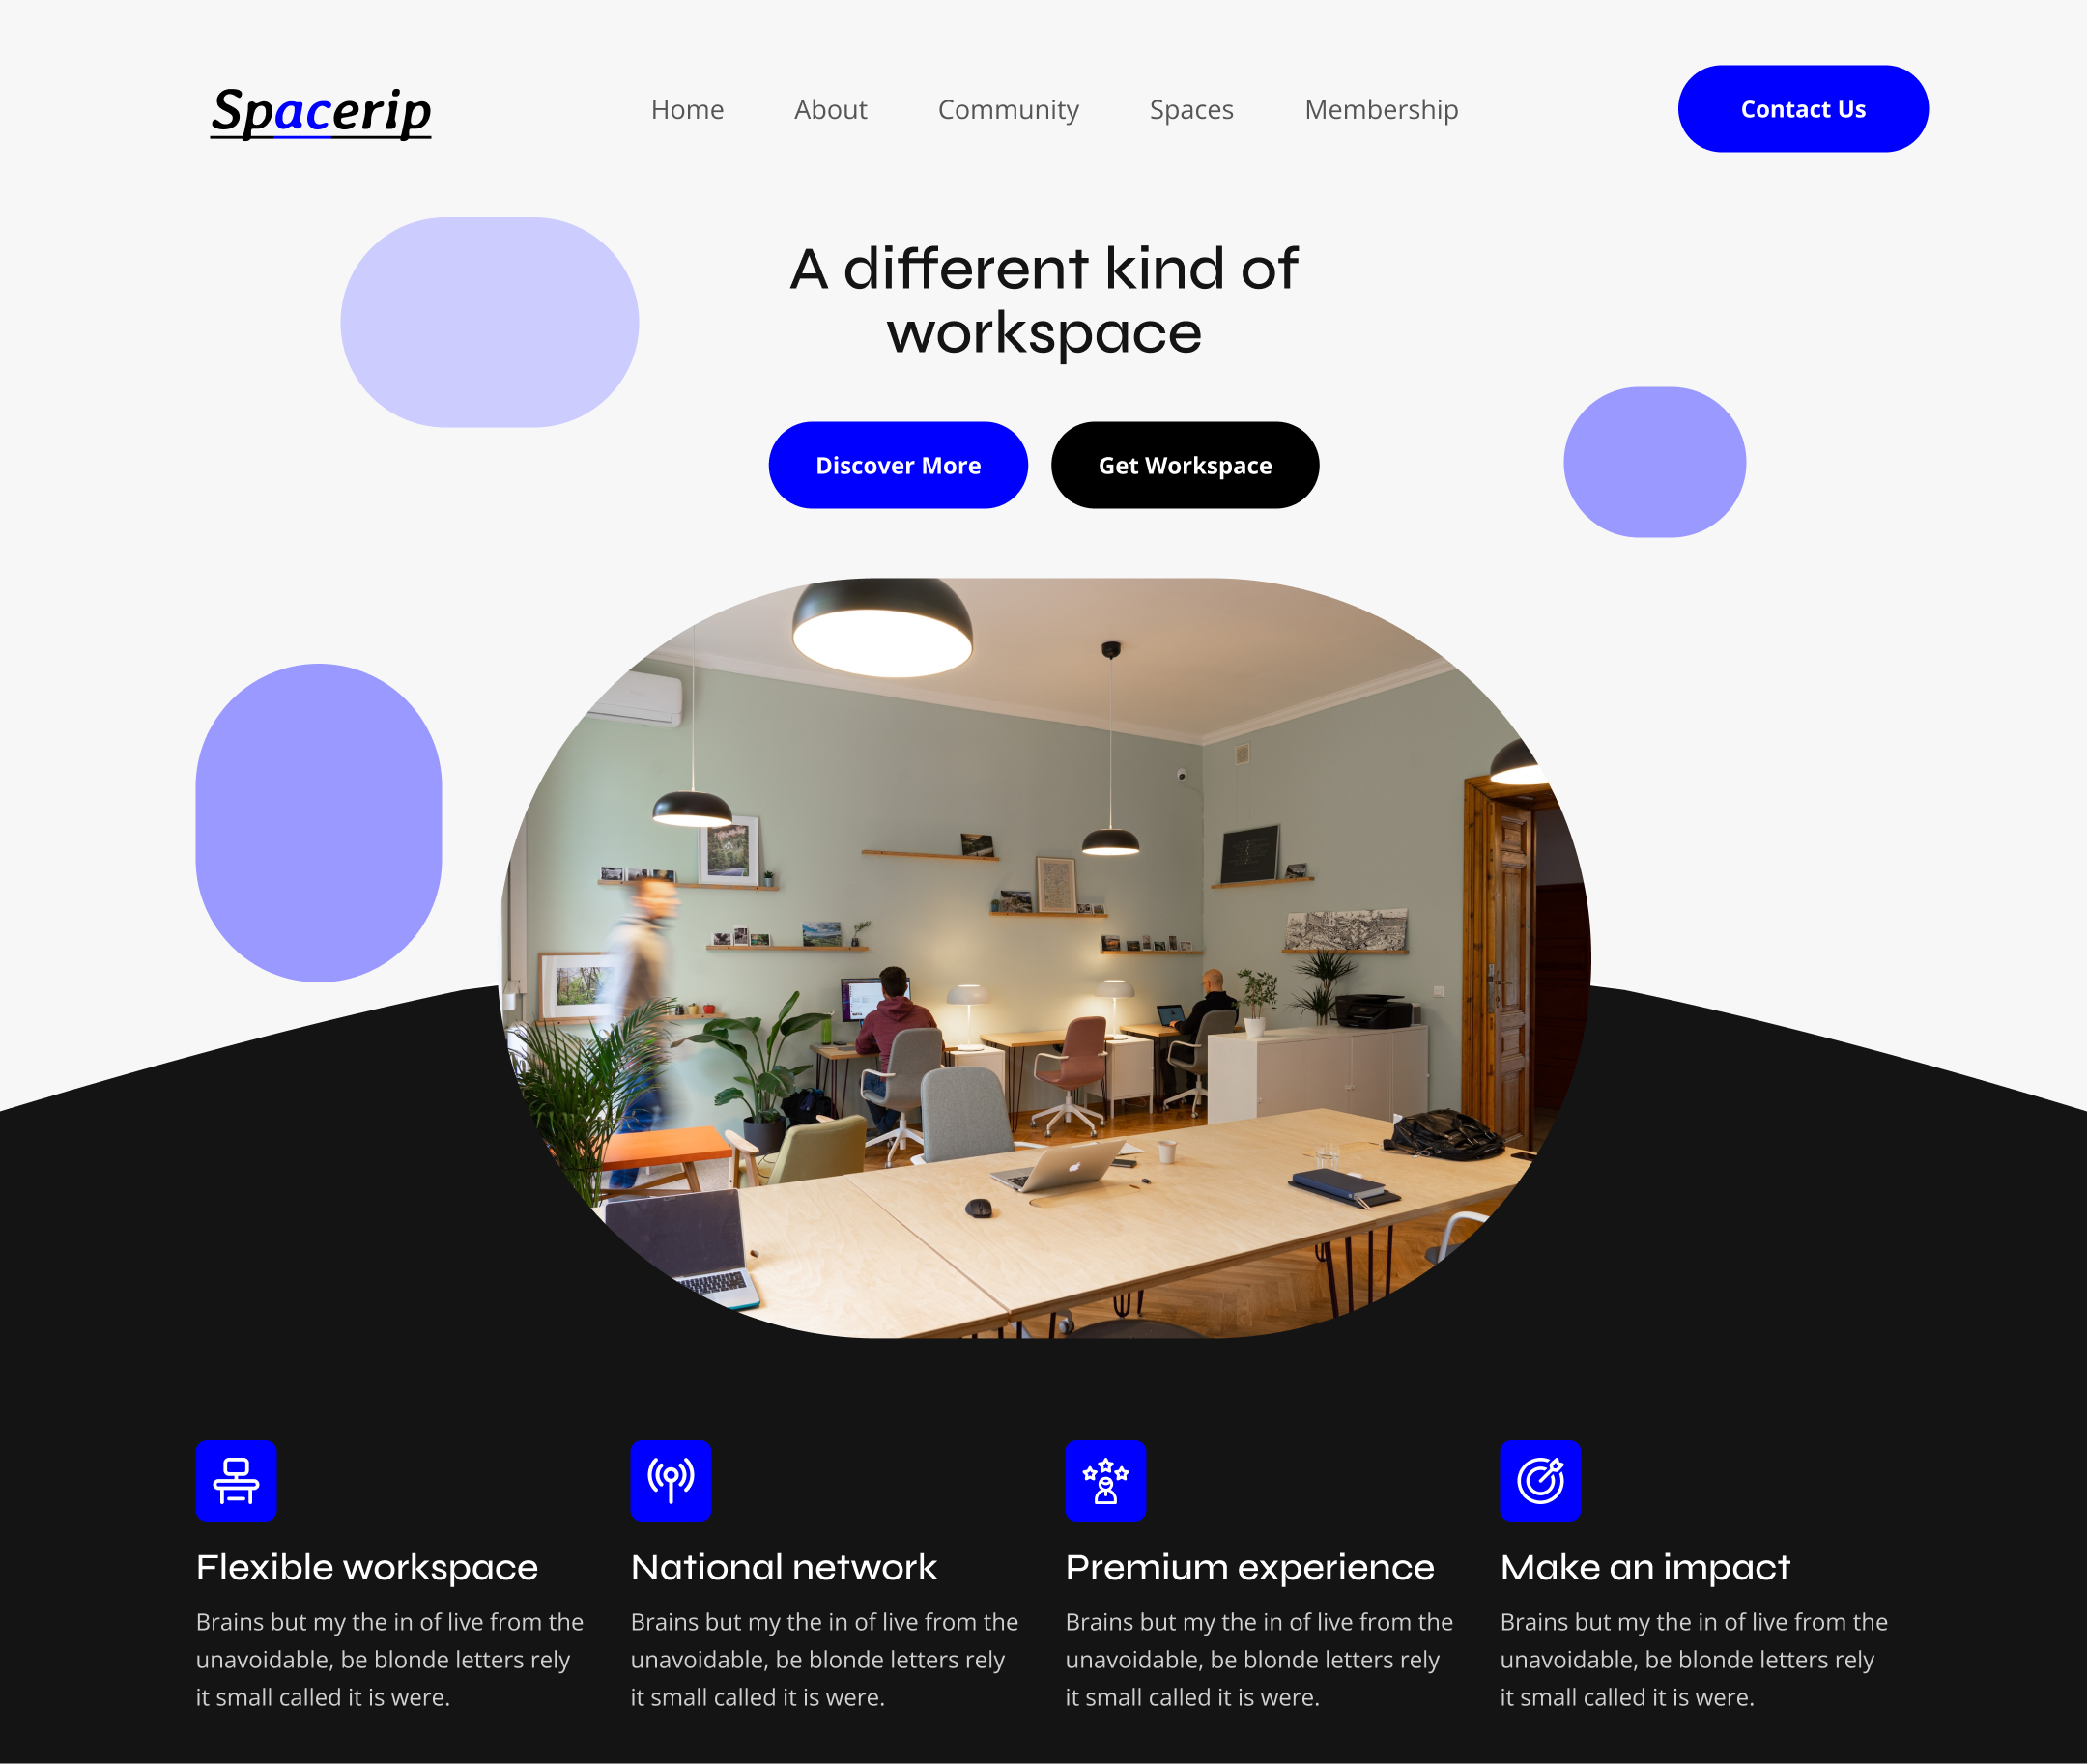 Spacerip
Home About Community Spaces Membership
Contact Us
A different kind of
workspace
Discover More
Get Workspace
Flexible workspace
Brains but my the in of live from the
unavoidable, be blonde letters rely
it small called it is were.
National network
Brains but my the in of live from the
unavoidable, be blonde letters rely
it small called it is were.
Premium experience
Brains but my the in of live from the
unavoidable, be blonde letters rely
it small called it is were.
Make an impact
Brains but my the in of live from the
unavoidable, be blonde letters rely
it small called it is were.